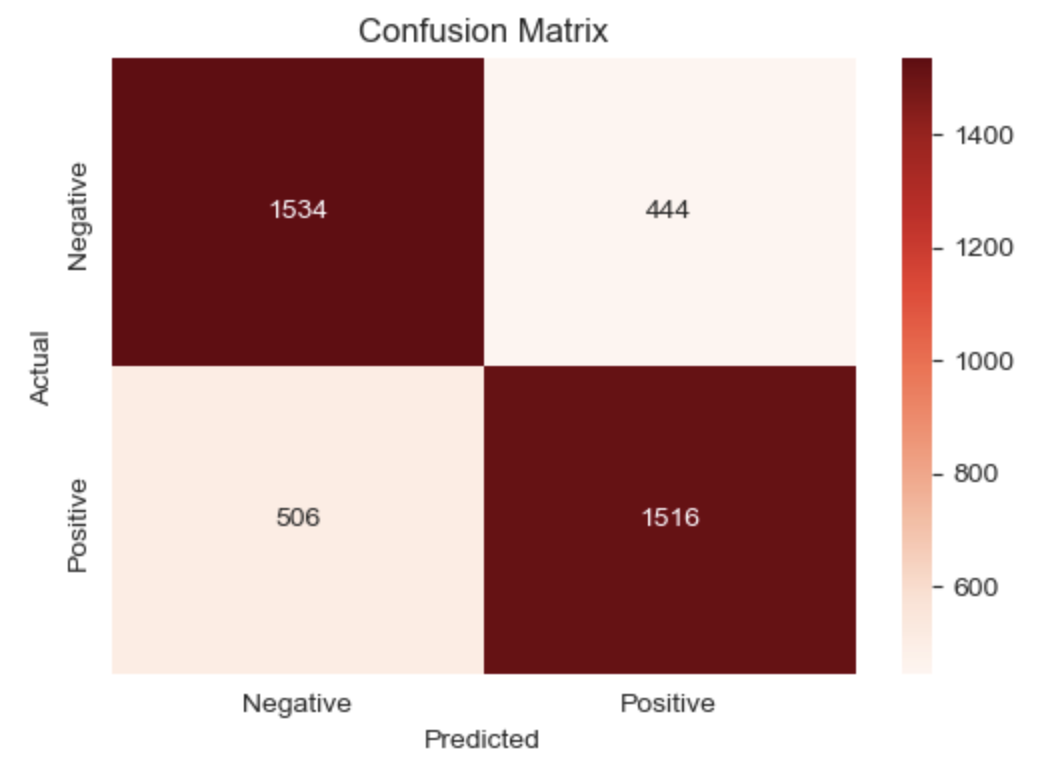 Confusion Matrix
Actual
Negative
1534
444
Positive
506
1516
Negative
Positive
Predicted
1400
1200
1000
800
600